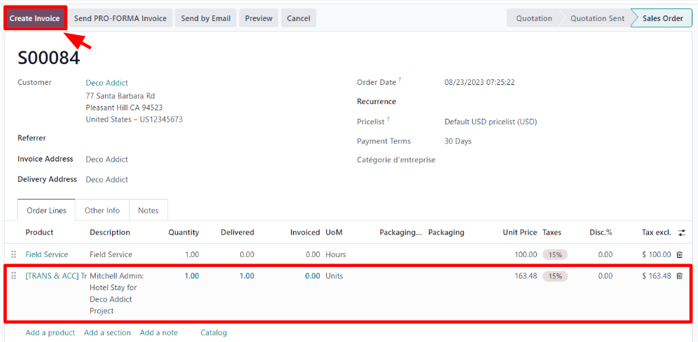 Create Invoice Send PRO-FORMA Invoice Send by Email Preview Cancel Quotation Quotation Sent Sales Order
S00084
Customer Deco Addict Order Date ? 08/23/2023 07:25:22
77 Santa Barbara Rd
Pleasant Hill CA 94523 Recurrence
United States – US12345673 Pricelist ? Default USD pricelist (USD)
Referrer Payment Terms 30 Days
Invoice Address Deco Addict Catégorie d'entreprise
Delivery Address Deco Addict
Order Lines Other Info Notes
Product Description Quantity Delivered Invoiced UoM Packaging... Packaging Unit Price Taxes Disc.% Tax excl.
Field Service Field Service 1.00 0.00 0.00 Hours 100.00 15% 0.00 $ 100.00
[TRANS & ACC] Tr Mitchell Admin: 1.00 1.00 0.00 Units 163.48 15% 0.00 $ 163.48
Hotel Stay for
Deco Addict
Project
Add a product Add a section Add a note Catalog